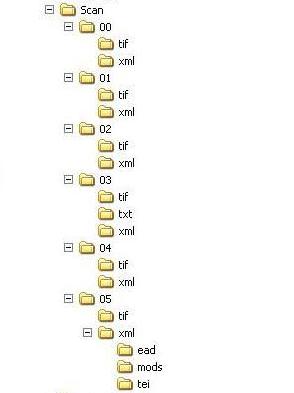 Scan
00
tif
xml
01
tif
xml
02
tif
xml
03
tif
txt
xml
04
tif
xml
05
tif
xml
ead
mods
tei